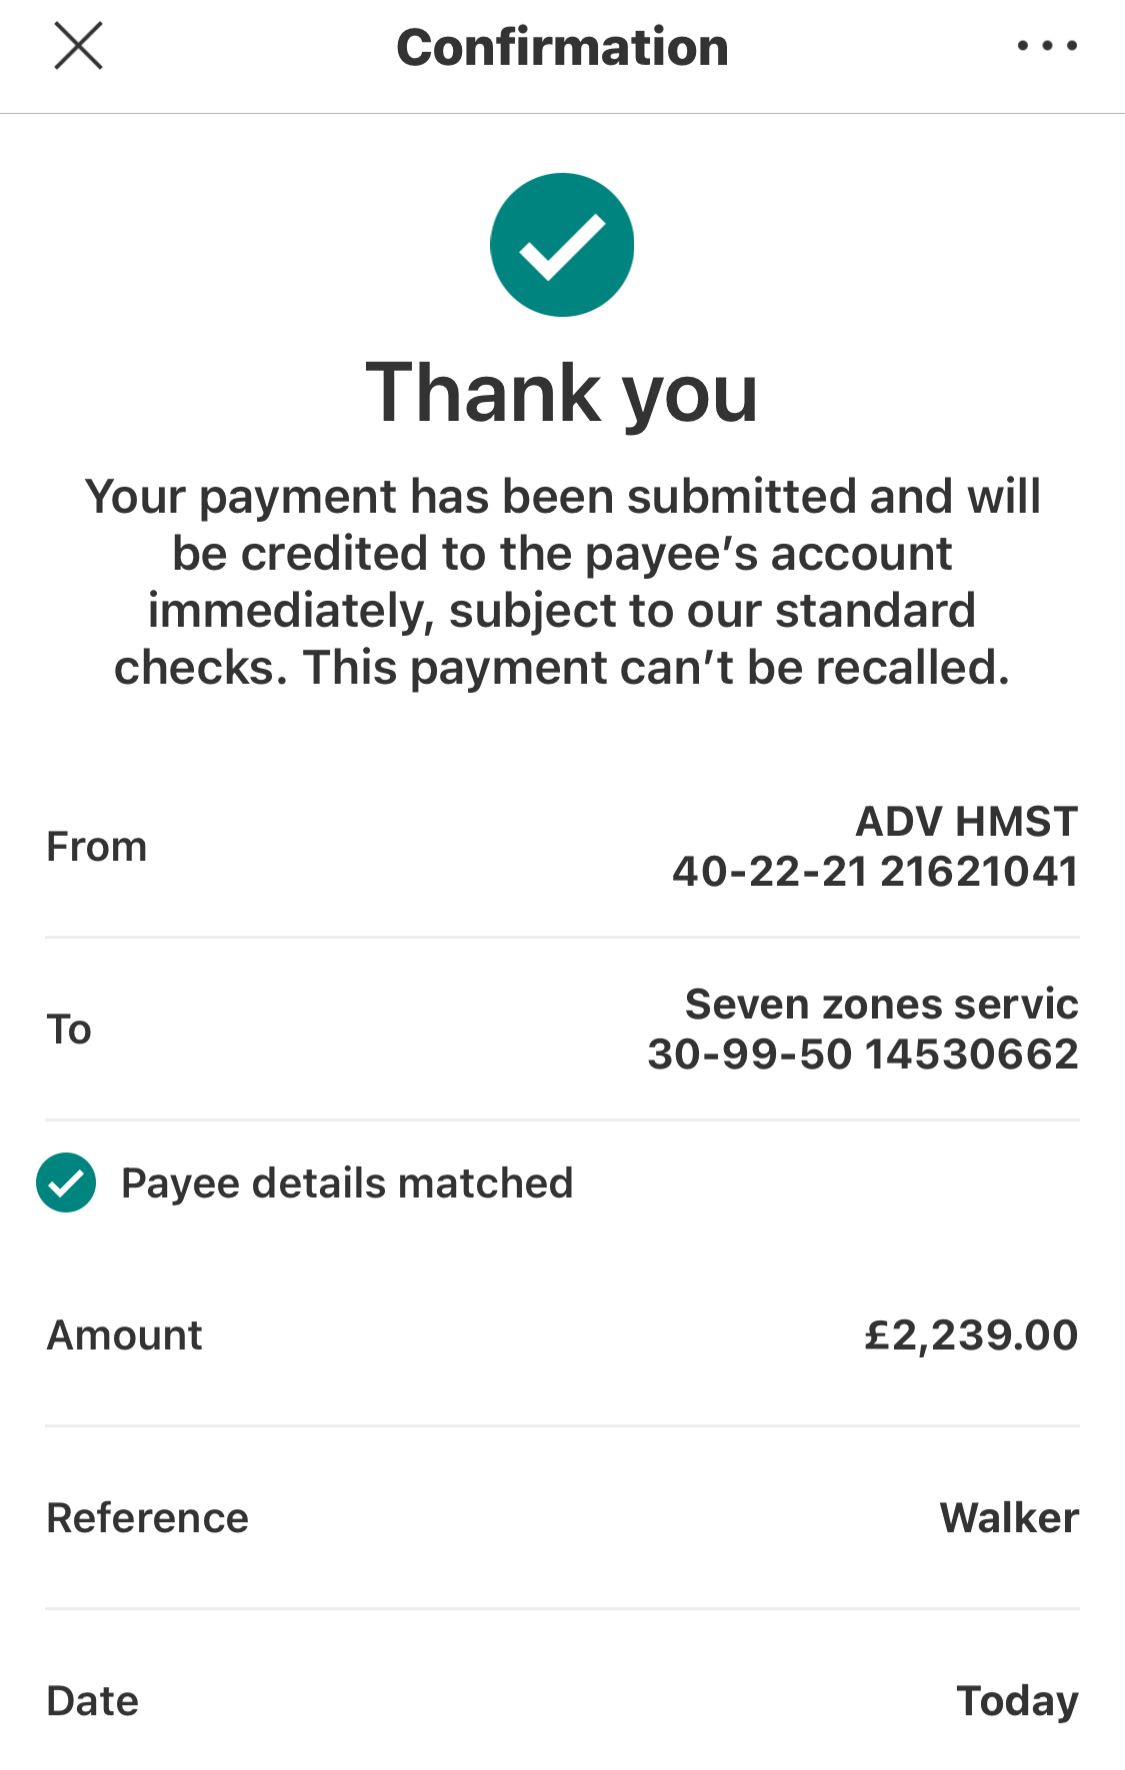 Confirmation
Thank you
Your payment has been submitted and will
be credited to the payee’s account
immediately, subject to our standard
checks. This payment can’t be recalled.
From
ADV HMST
40-22-21 21621041
To
Seven zones servic
30-99-50 14530662
Payee details matched
Amount £2,239.00
Reference Walker
Date Today